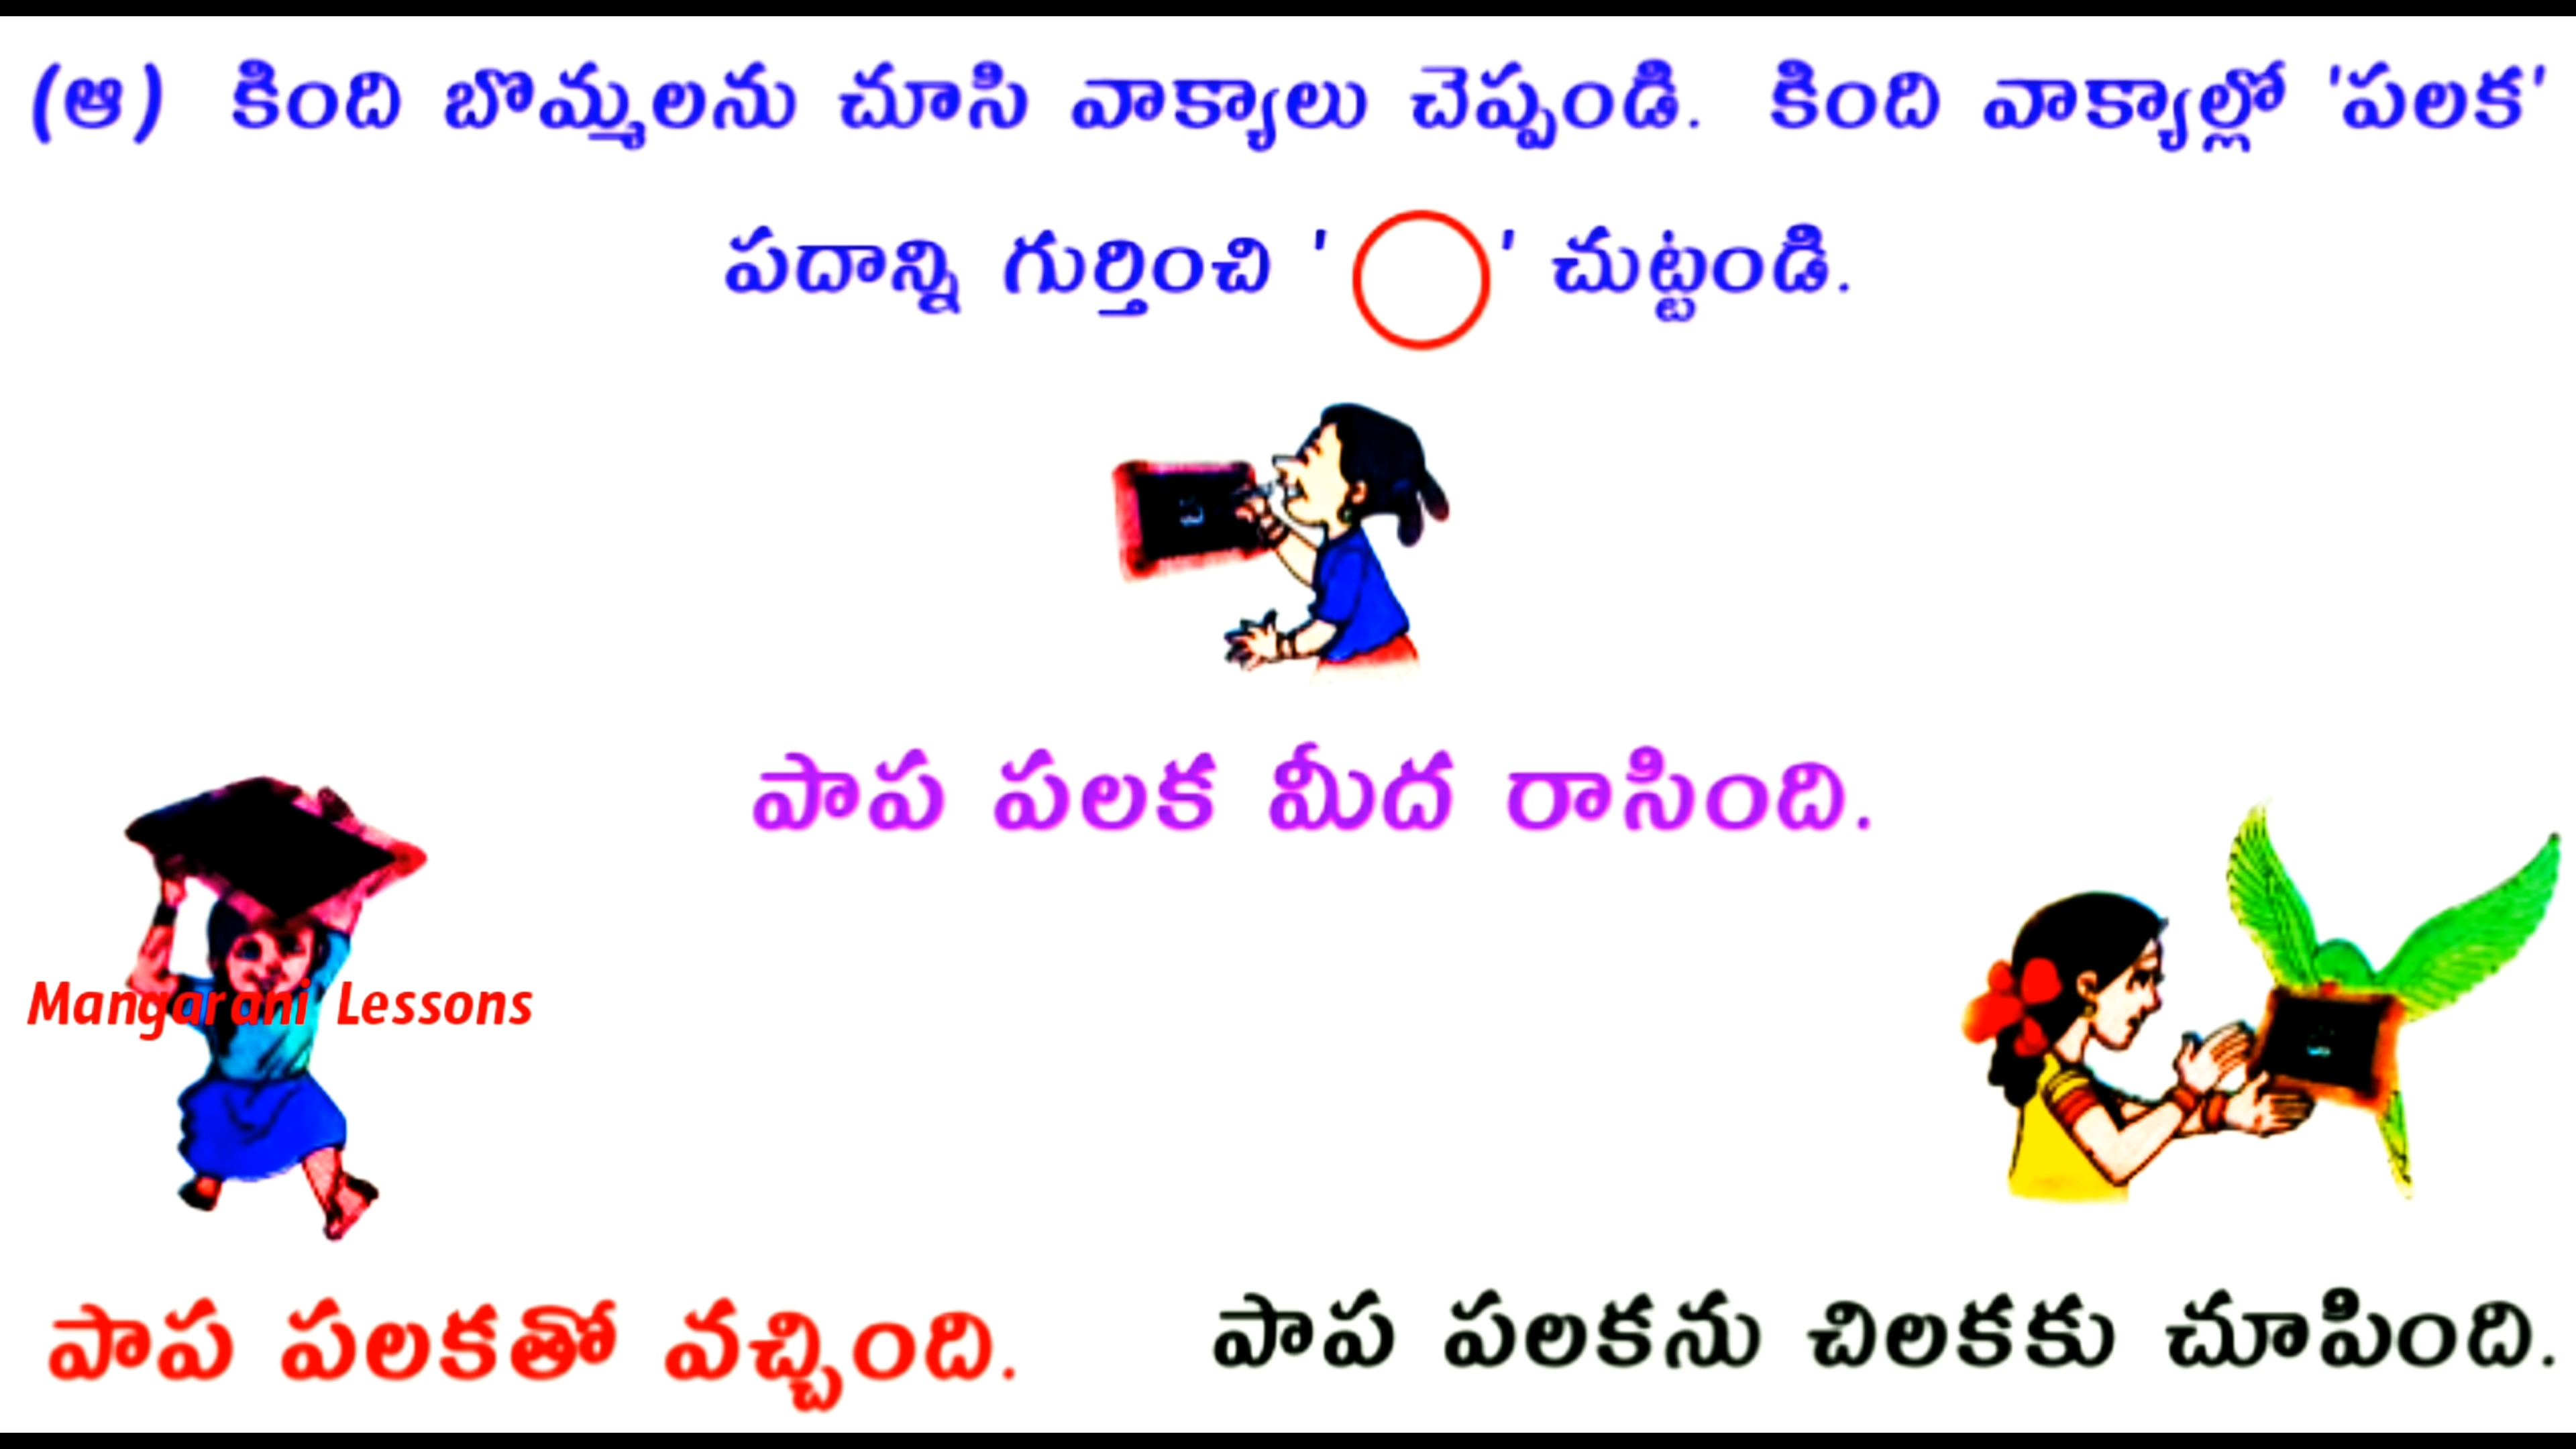 (ఆ) కింది బొమ్మలను చూసి వాక్యాలు చెప్పండి. కింది వాక్యాల్లో 'పలక'
పదాన్ని గుర్తించి ' ' చుట్టండి.
పాప పలక మీద రాసింది.
Mangarani Lessons
పాప పలకతో వచ్చింది.
పాప పలకను చిలకకు చూపింది.